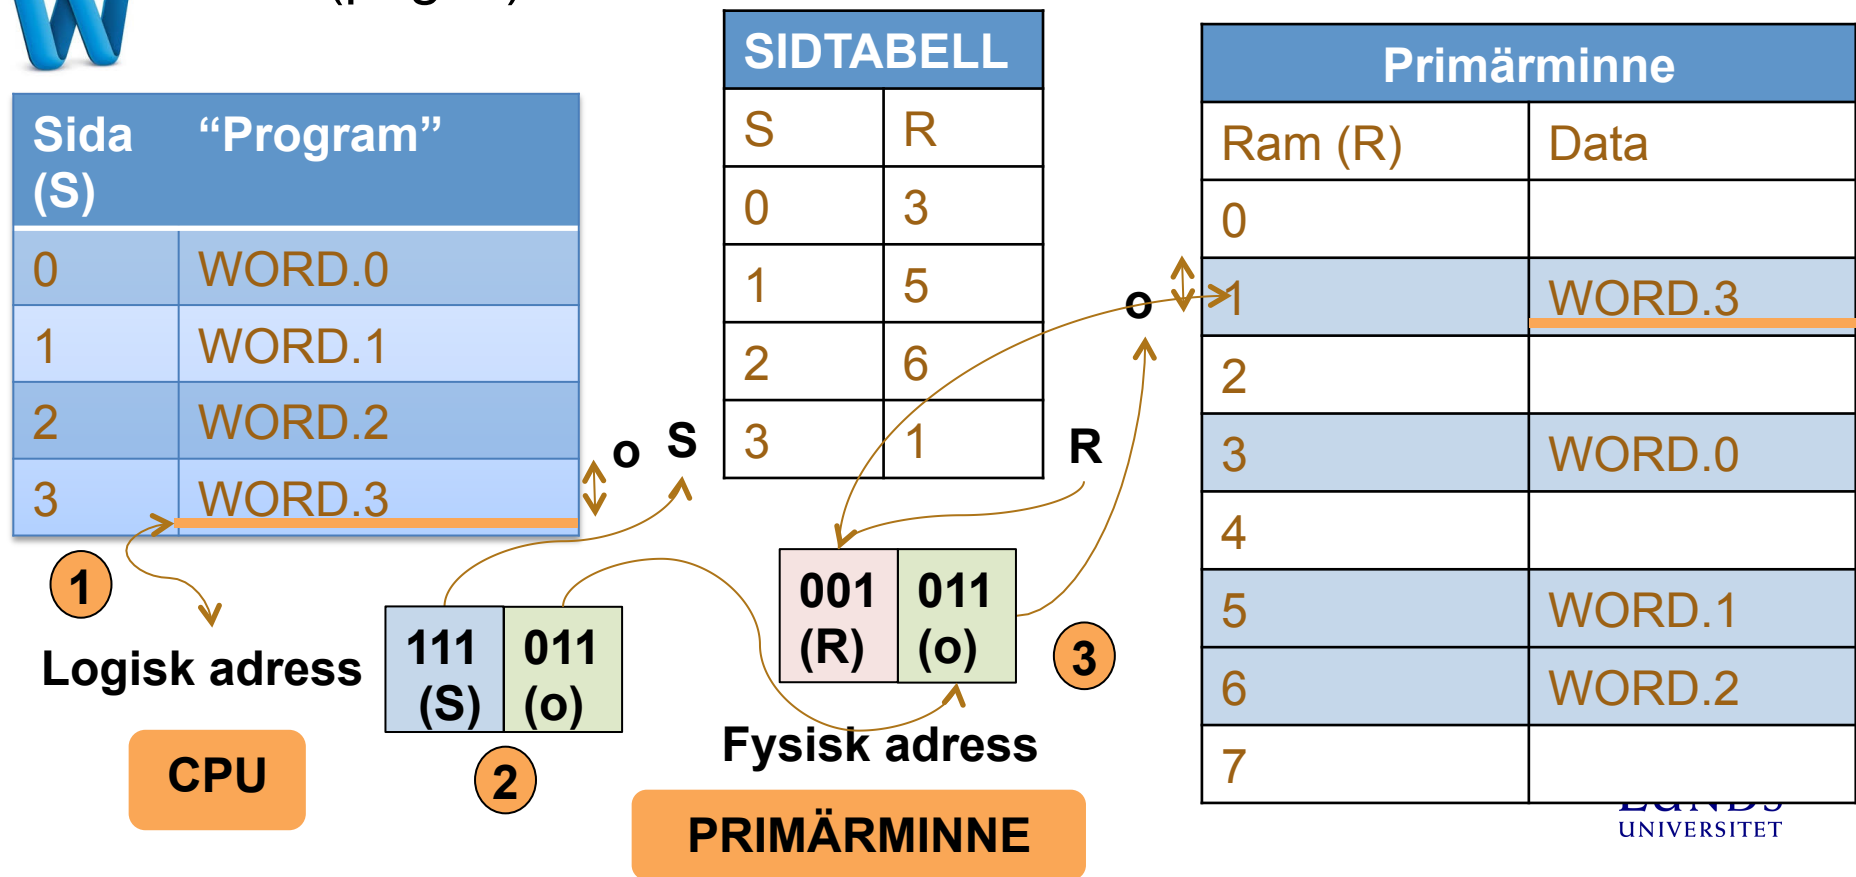 W
SIDTABELL
S R
0 3
1 5
2 6
3 1
Primärminne
Ram (R) Data
0
1 WORD.3
2
3 WORD.0
4
5 WORD.1
6 WORD.2
7
Sida “Program”
(S)
0 WORD.0
1 WORD.1
2 WORD.2
3 WORD.3
o
S
R
o
1
Logisk adress
111 011
(S) (o)
2
CPU
001 011
(R) (o)
3
Fysisk adress
PRIMÄRMINNE
UNIVERSITET